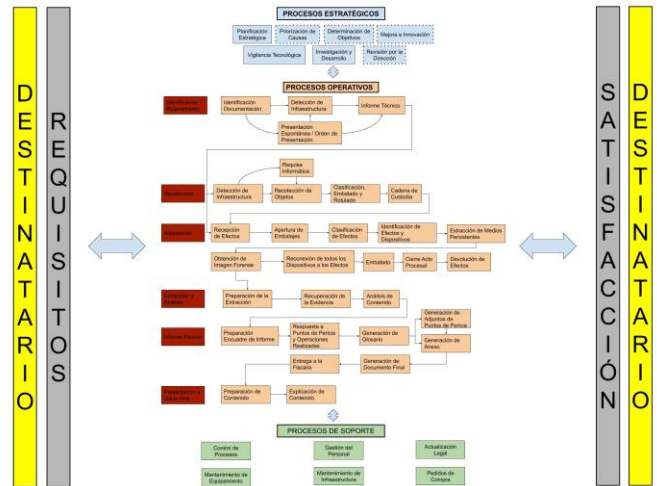 DESTINATARIO
REQUISITOS
PROCESOS ESTRATÉGICOS
Planificación
Estratégica
Priorización de
Causas
Determinación de
Objetivos
Mejora e Innovación
Vigilancia Tecnológica
Investigación y
Desarrollo
Revisión por la
Dirección
PROCESOS OPERATIVOS
Identificación
Documentación
Detección de
Infraestructura
Informe Técnico
Presentación
Espontánea / Orden de
Presentación
Requisa
Informática
Detección de
Infraestructura
Recolección de
Objetos
Clasificación,
Embalado y
Rotulado
Cadena de
Custodia
Recepción
de Efectos
Apertura de
Embalajes
Clasificación
de Efectos
Identificación de
Efectos y
Dispositivos
Extracción de Medios
Persistentes
Obtención de
Imagen Forense
Reconexión de todos los
Dispositivos a los Efectos
Embalado
Cierre Acto
Procesal
Devolución de
Efectos
Preparación de la
Extracción
Recuperación de la
Evidencia
Análisis de
Contenido
Preparación
Encuadre de Informe
Respuesta a
Puntos de Pericia
y Operaciones
Realizadas
Generación de
Glosario
Generación de
Adjuntos de
Puntos de Pericia
Generación de
Anexo
Entrega a la
Fiscalía
Generación de
Documento Final
Preparación de
Contenido
Explicación de
Contenido
PROCESOS DE SOPORTE
Control de
Procesos
Gestión del
Personal
Actualización
Legal
Mantenimiento de
Equipamiento
Mantenimiento de
Infraestructura
Pedidos de
Compra
SATISFACCIÓN
DESTINATARIO